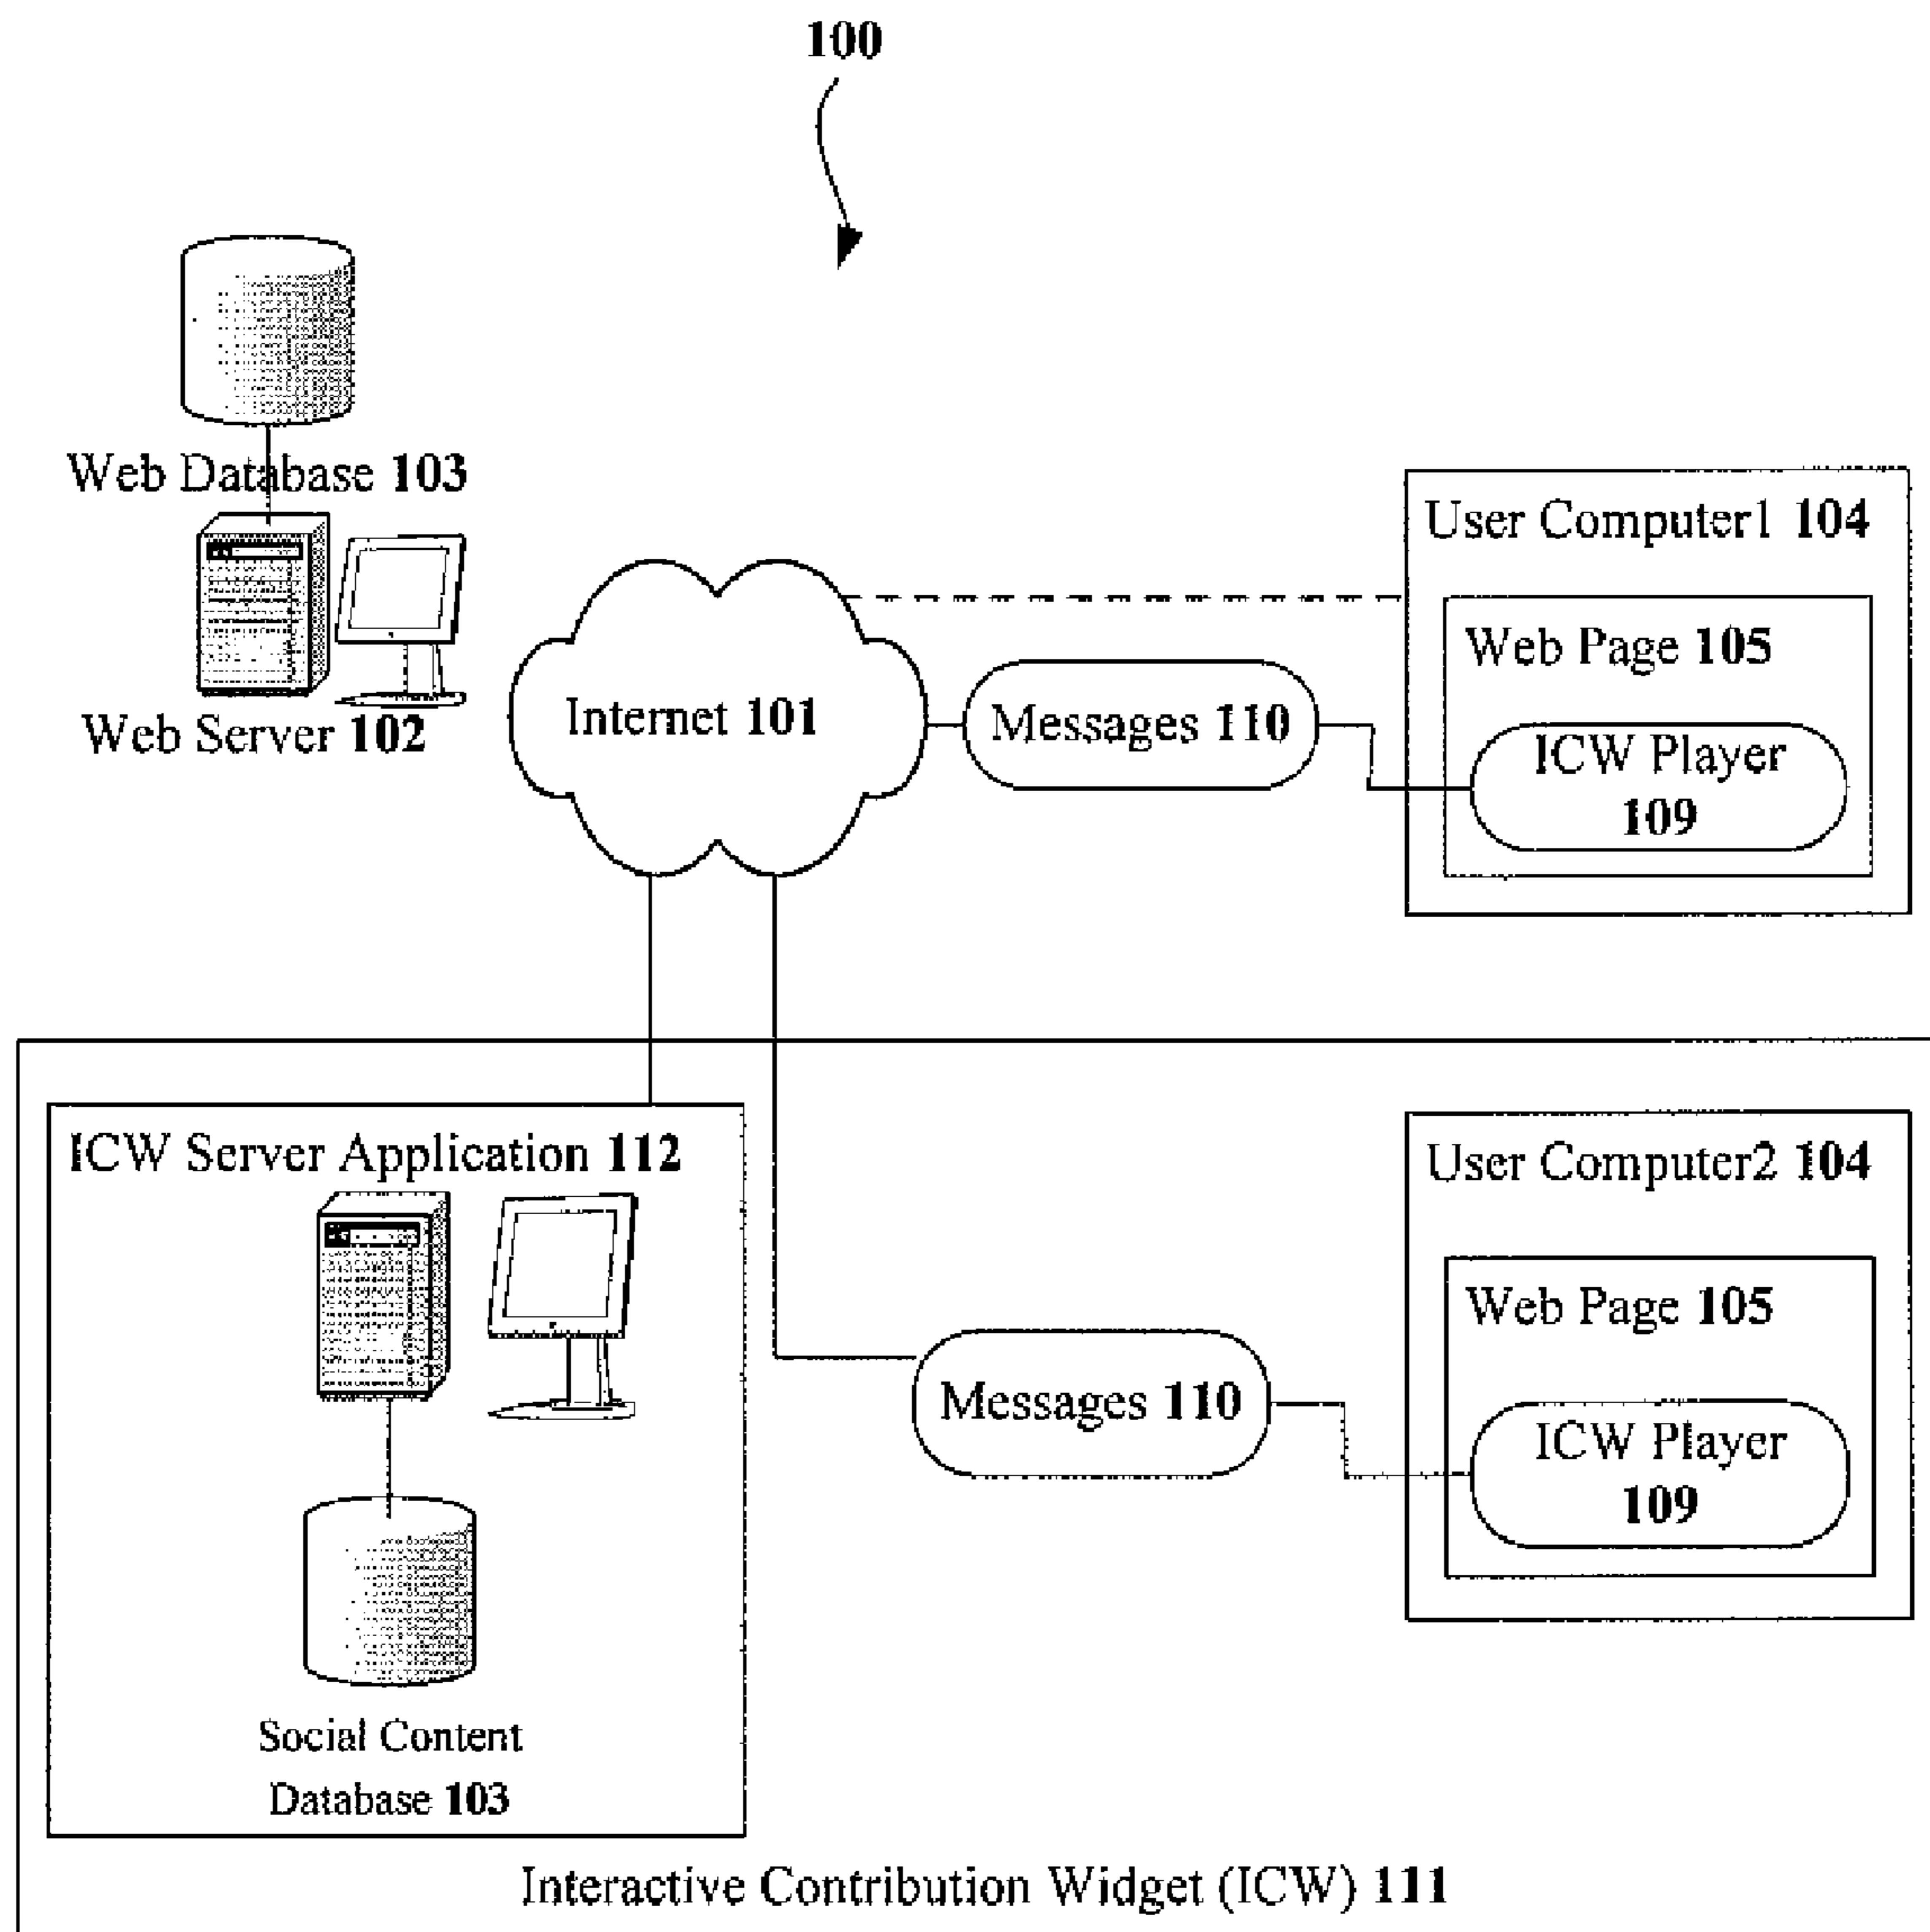 100
Web Database 103
Web Server 102
Internet 101
Messages 110
User Computer1 104
Web Page 105
ICW Player
109
ICW Server Application 112
Social Content
Database 103
Messages 110
User Computer2 104
Web Page 105
ICW Player
109
Interactive Contribution Widget (ICW) 111